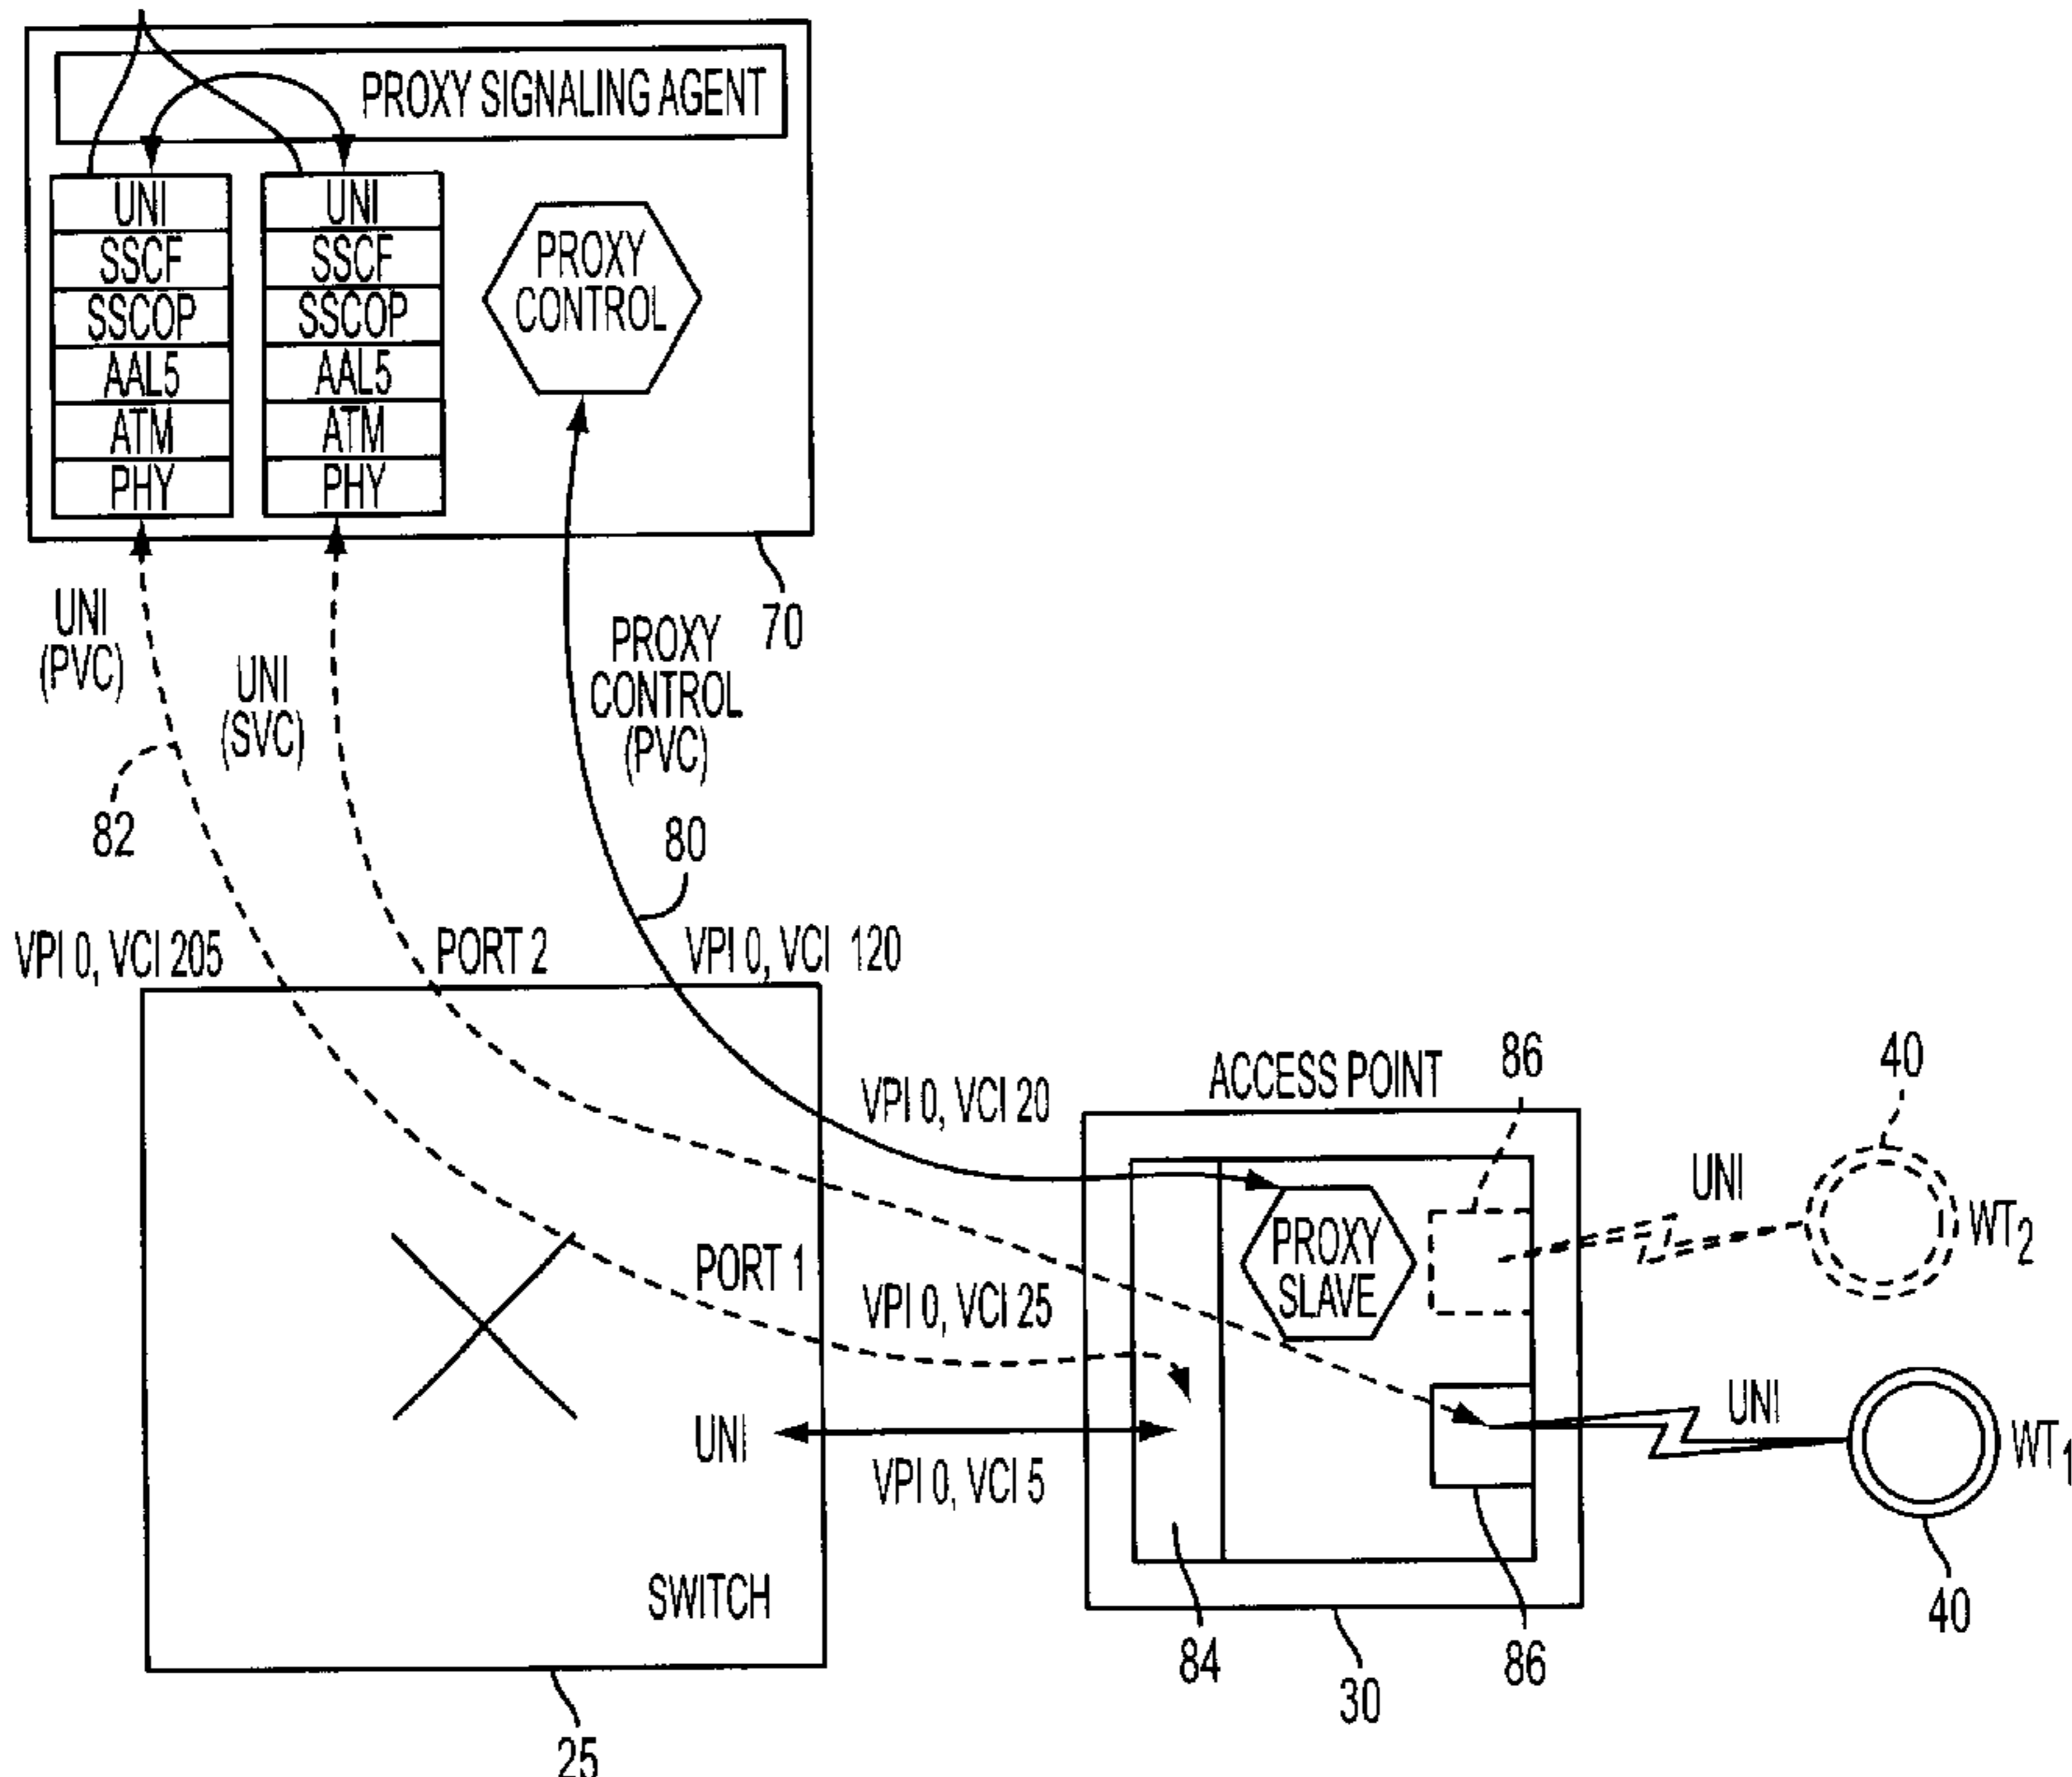 PROXY SIGNALING AGENT
UNI
SSCF
SSCOP
AAL5
ATM
PHY
UNI
SSCF
SSCOP
AAL5
ATM
PHY
PROXY
CONTROL
70
UNI
(PVC)
UNI
(SVC)
PROXY
CONTROL
(PVC)
82
80
VPI 0, VCI 205
PORT 2
VPI 0, VCI 120
ACCESS POINT
86
40
VPI 0, VCI 20
UNI
WT2
PROXY
SLAVE
PORT 1
VPI 0, VCI 25
UNI
UNI
WT1
VPI 0, VCI 5
SWITCH
84
86
40
30
25